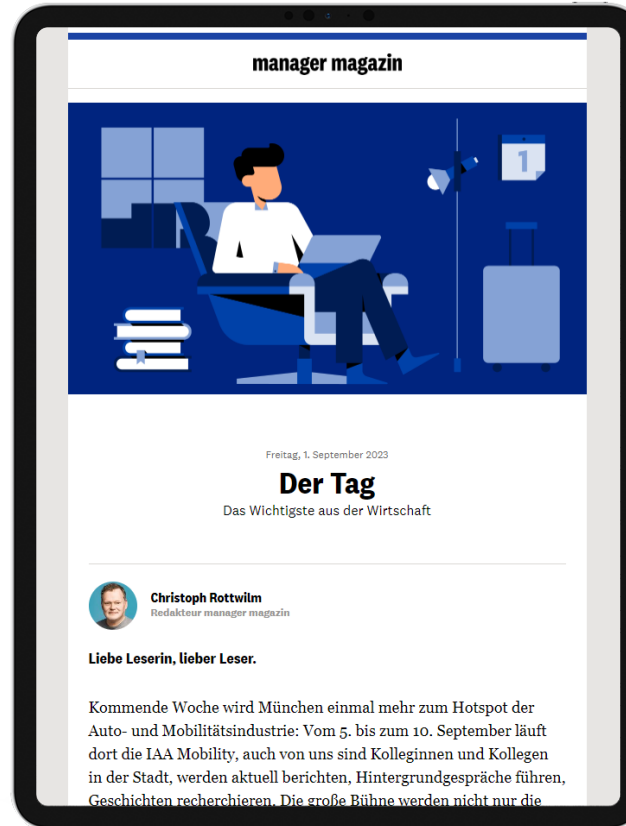 manager magazin
1
Freitag, 1. September 2023
Der Tag
Das Wichtigste aus der Wirtschaft
Christoph Rottwilm
Redakteur manager magazin
Liebe Leserin, lieber Leser.
Kommende Woche wird München einmal mehr zum Hotspot der
Auto- und Mobilitätsindustrie: Vom 5. bis zum 10. September läuft
dort die IAA Mobility, auch von uns sind Kolleginnen und Kollegen
in der Stadt, werden aktuell berichten, Hintergrundgespräche führen,
Geschichten recherchieren. Die große Bühne werden nicht nur die